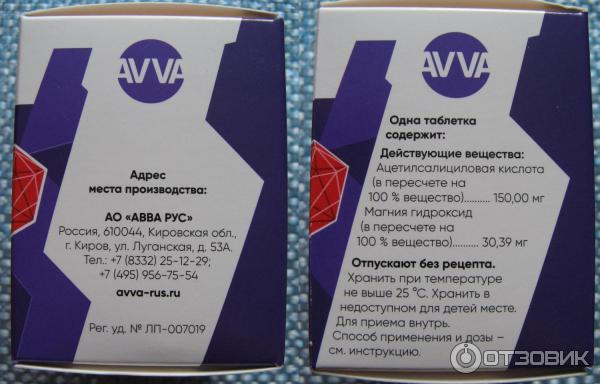 AVVA
Адрес
места производства:
АО «АВВА РУС»
Россия, 610044, Кировская обл.,
г. Киров, ул. Луганская, д. 53А.
Тел.: +7 (8332) 25-12-29;
+7 (495) 956-75-54
avva-rus.ru
Рег. уд. № ЛП-007019
AVVA
Одна таблетка
содержит:
Действующие вещества:
Ацетилсалициловая кислота
(в пересчете на
100 % вещество).......... 150,00 мг
Магния гидроксид
(в пересчете на
100 % вещество)........... 30,39 мг
Отпускают без рецепта.
Хранить при температуре
не выше 25 °С. Хранить в
недоступном для детей месте.
Для приема внутрь.
Способ применения и дозы –
см. инструкцию.
ОТЗОВИК